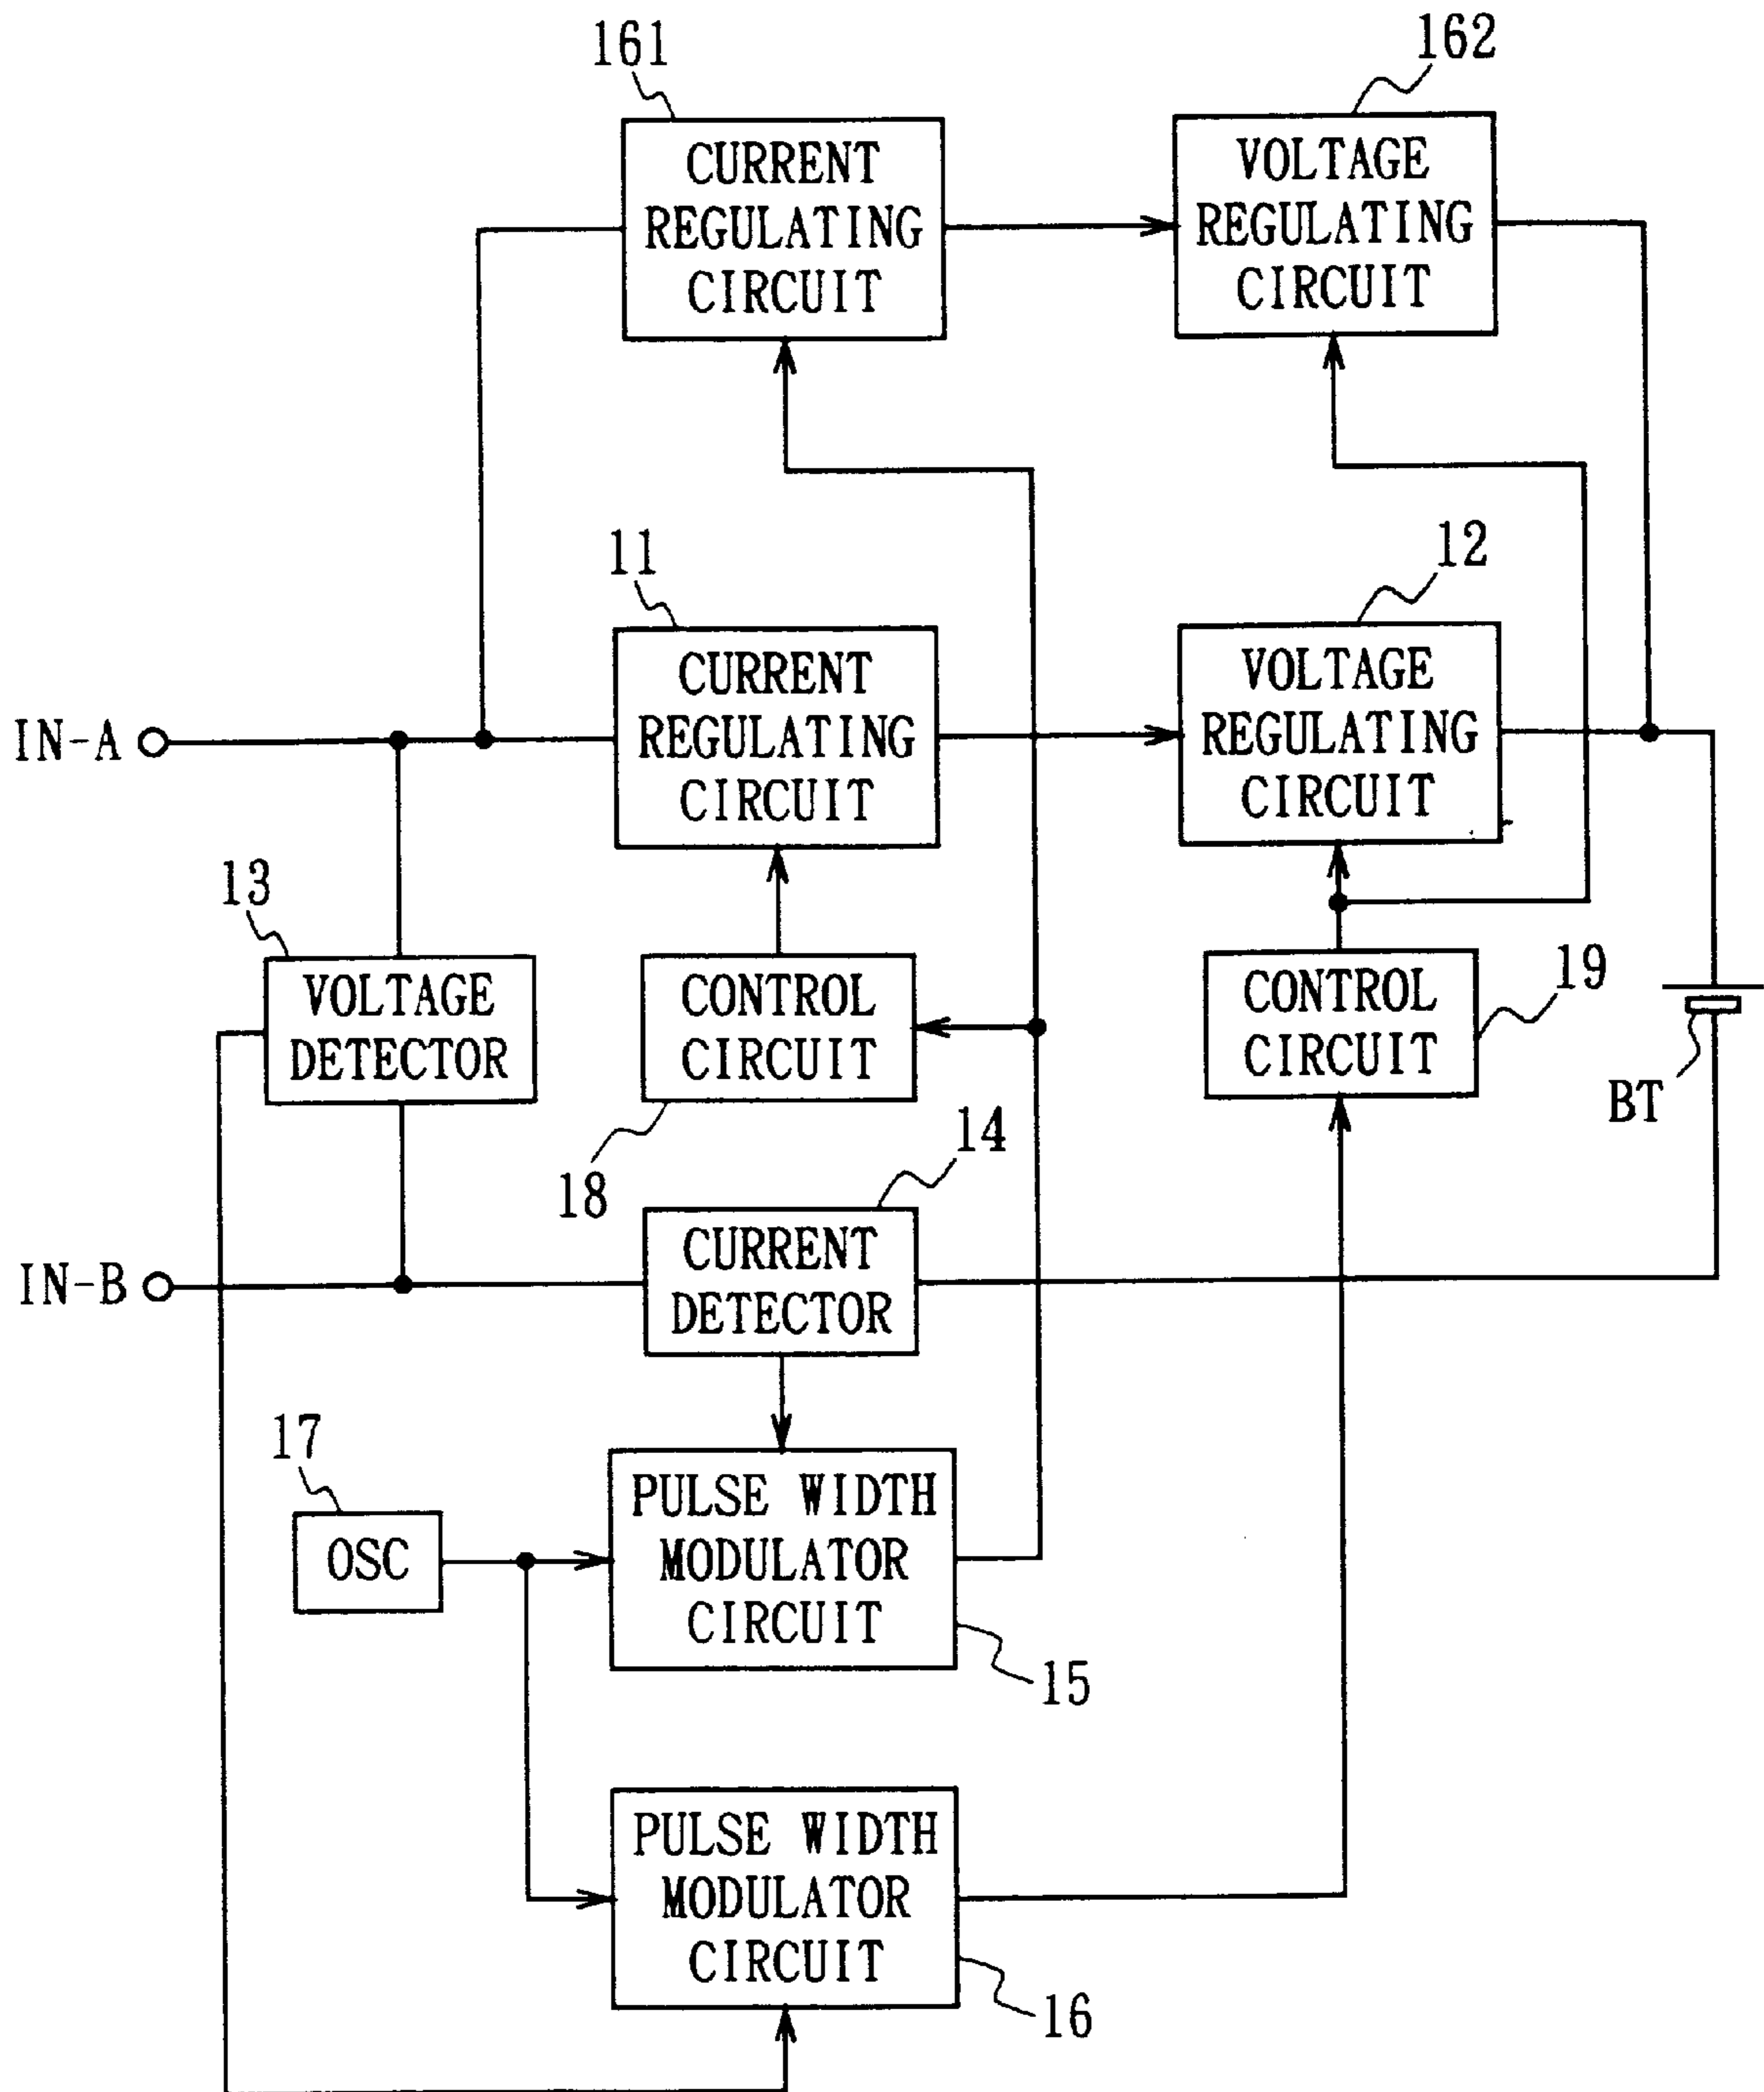 161
162
CURRENT
REGULATING
CIRCUIT
VOLTAGE
REGULATING
CIRCUIT
11
12
CURRENT
REGULATING
CIRCUIT
VOLTAGE
REGULATING
CIRCUIT
IN-A
13
VOLTAGE
DETECTOR
CONTROL
CIRCUIT
18
CONTROL
CIRCUIT
19
BT
14
IN-B
CURRENT
DETECTOR
17
OSC
PULSE WIDTH
MODULATOR
CIRCUIT
15
PULSE WIDTH
MODULATOR
CIRCUIT
16